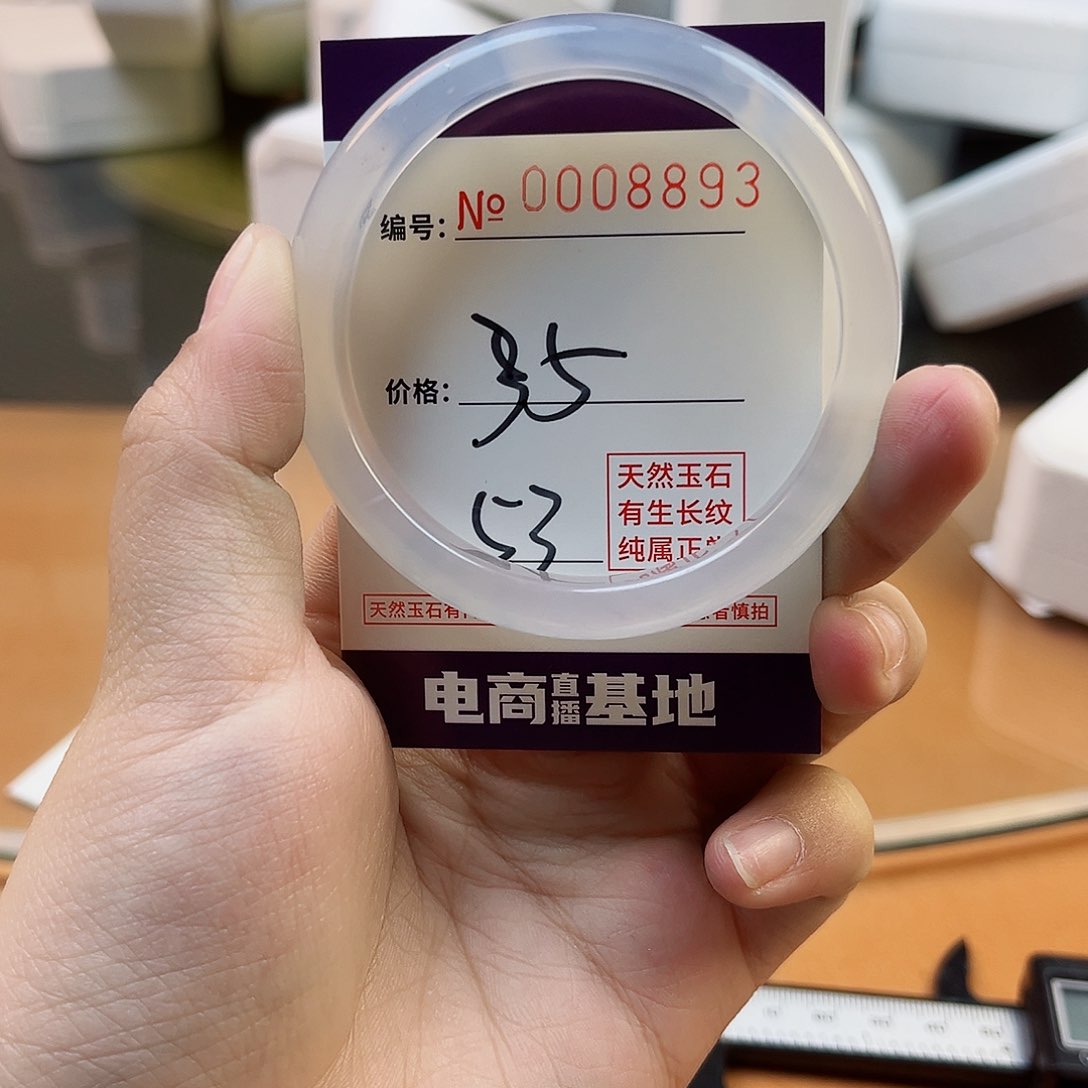 编号: № 0008893
价格:
53
天然玉石
有生长纹
纯属正
天然玉石有 者慎拍
电商直播基地